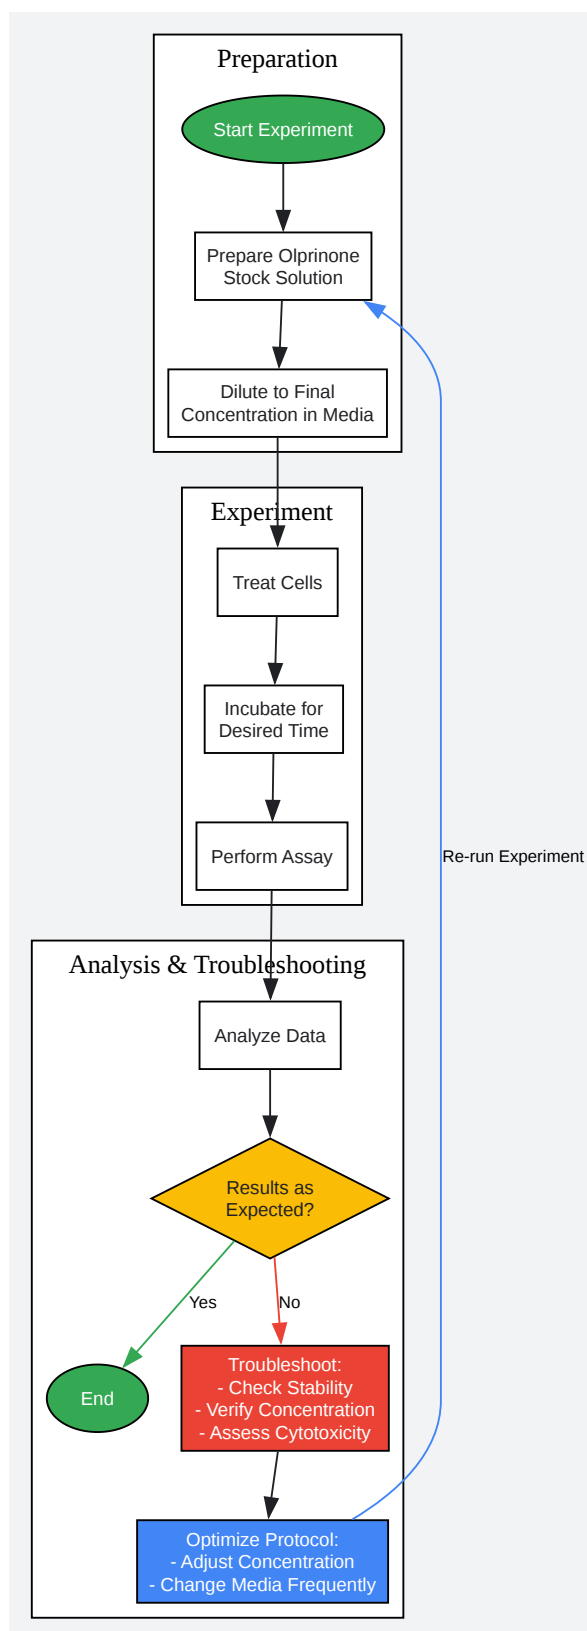 Preparation
Start Experiment
Prepare Olprinone
Stock Solution
Dilute to Final
Concentration in Media
Experiment
Treat Cells
Incubate for
Desired Time
Perform Assay
Re-run Experiment
Analysis & Troubleshooting
Analyze Data
Results as
Expected?
Yes
No
End
Troubleshoot:
- Check Stability
- Verify Concentration
- Assess Cytotoxicity
Optimize Protocol:
- Adjust Concentration
- Change Media Frequently